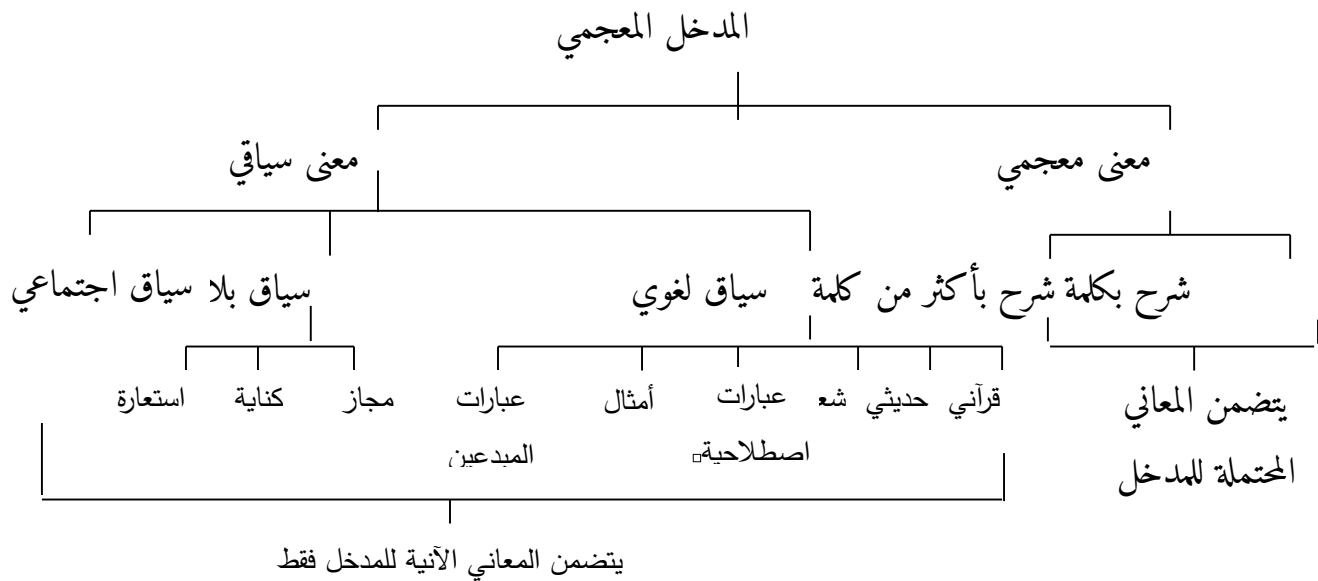 المدخل المعجمي
معنى معجمي معنى سياقي
شرح بكلمة شرح بأكثر من كلمة سياق لغوي سياق بلا سياق اجتماعي
قرآني حديثي شع عبارات أمثال عبارات مجاز كناية استعارة
اصطلاحية المبدعين
يتضمن المعاني
المحتملة للمدخل
يتضمن المعاني الآنية للمدخل فقط